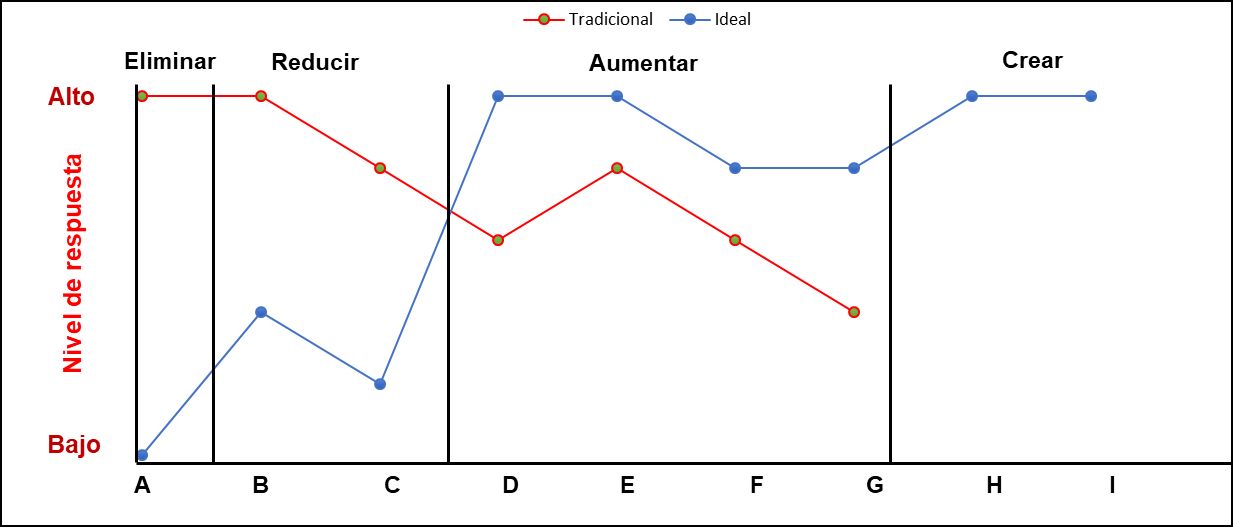 Tradicional Ideal
Eliminar Reducir Aumentar Crear
Alto
Nivel de respuesta
Bajo
A B C D E F G H I